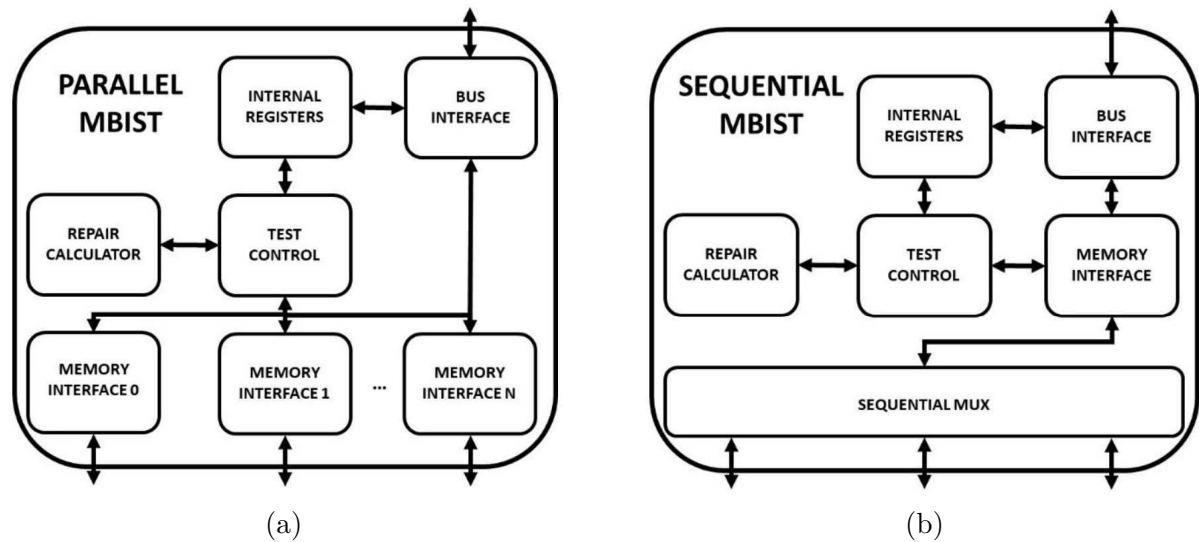 PARALLEL
MBIST
INTERNAL
REGISTERS
BUS
INTERFACE
REPAIR
CALCULATOR
TEST
CONTROL
MEMORY
INTERFACE 0
MEMORY
INTERFACE 1
...
MEMORY
INTERFACE N
(a)
SEQUENTIAL
MBIST
INTERNAL
REGISTERS
BUS
INTERFACE
REPAIR
CALCULATOR
TEST
CONTROL
MEMORY
INTERFACE
SEQUENTIAL MUX
(b)